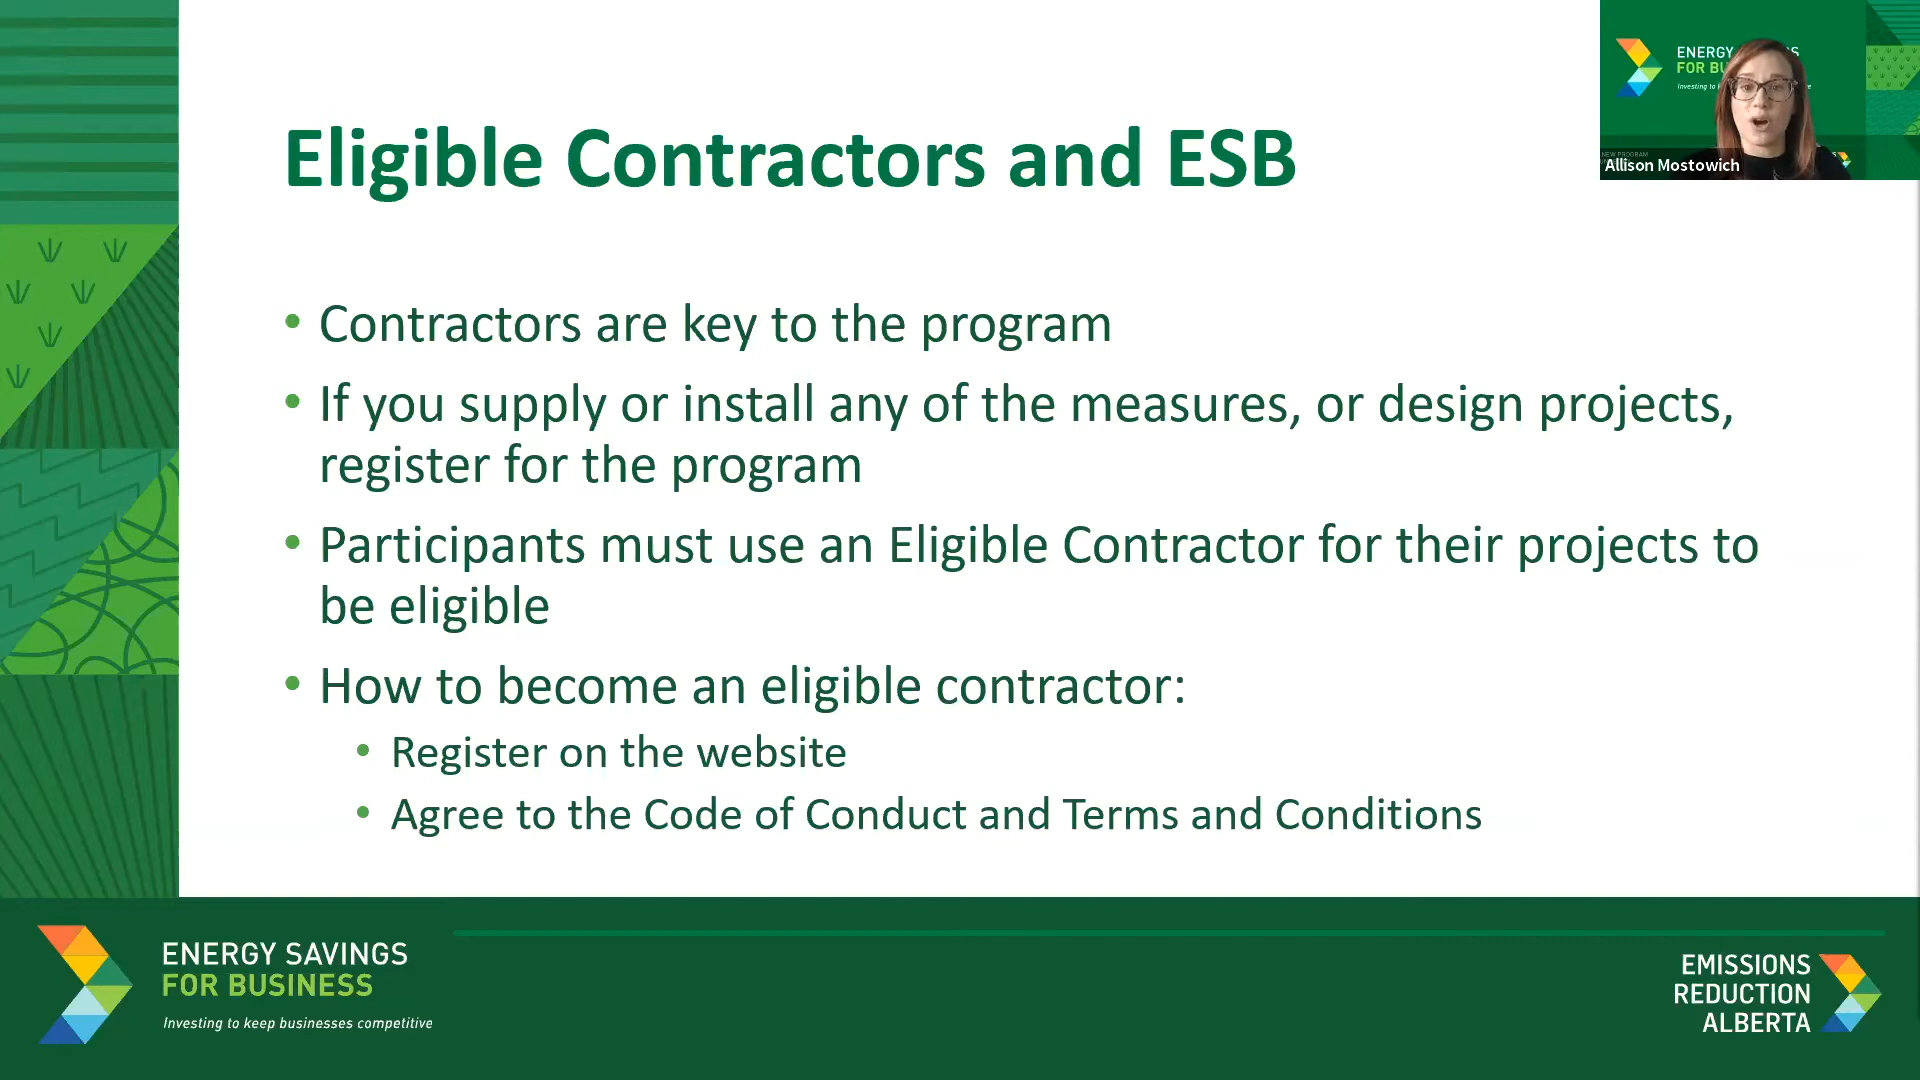 Eligible Contractors and ESB
ENERGY
FOR BU
Allison Mostowich
• Contractors are key to the program
• If you supply or install any of the measures, or design projects,
register for the program
• Participants must use an Eligible Contractor for their projects to
be eligible
• How to become an eligible contractor:
• Register on the website
• Agree to the Code of Conduct and Terms and Conditions
ENERGY SAVINGS
FOR BUSINESS
Investing to keep businesses competitive
EMISSIONS
REDUCTION
ALBERTA